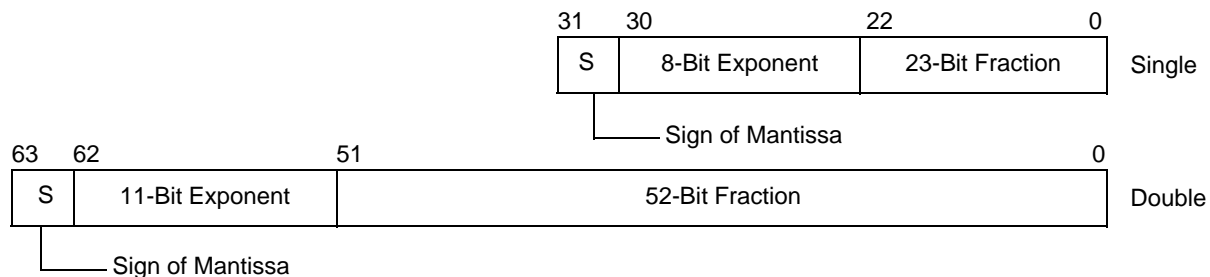 31 30 22 0
S 8-Bit Exponent 23-Bit Fraction Single
Sign of Mantissa
63 62 51 0
S 11-Bit Exponent 52-Bit Fraction Double
Sign of Mantissa